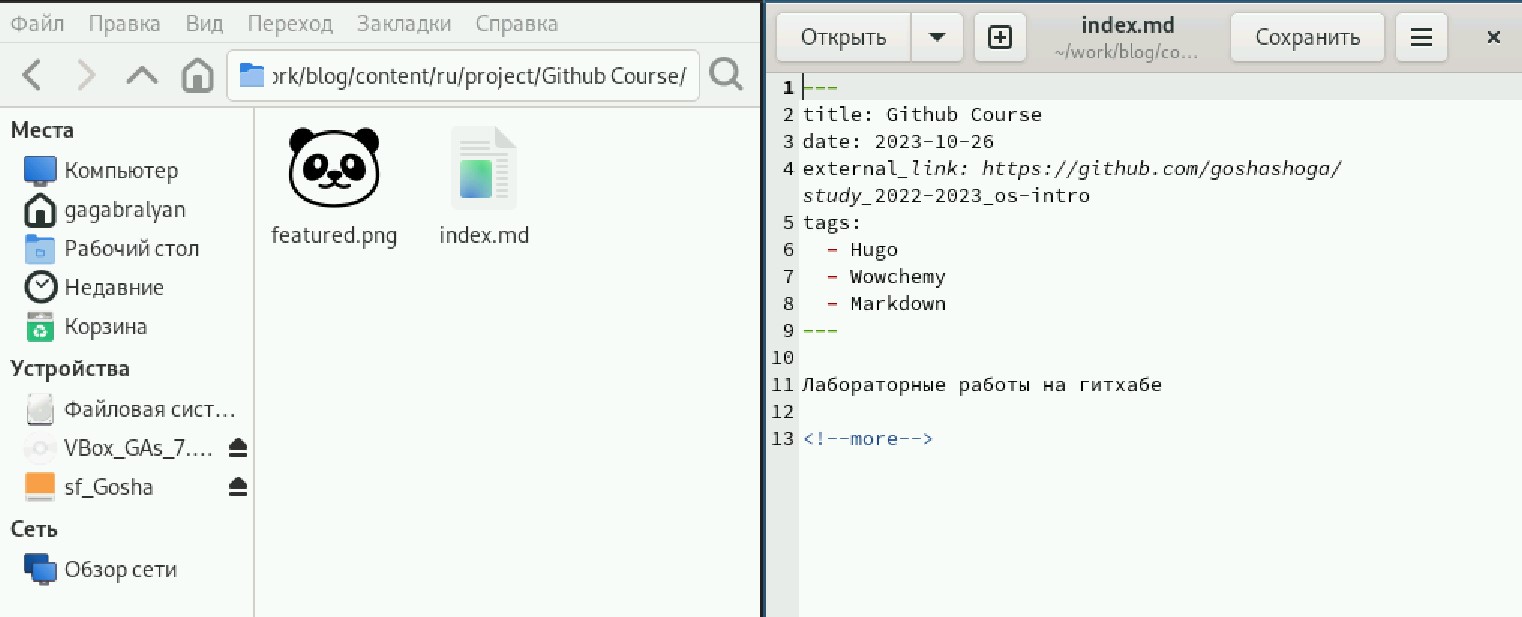 Файл Правка Вид Переход Закладки Справка
ork/blog/content/ru/project/Github Course/
Места
Компьютер
gagabralyan
Рабочий стол
Недавние
Корзина
Устройства
Файловая сист...
VBox_GAs_7....
sf_Gosha
Сеть
Обзор сети
featured.png
index.md
Открыть
index.md
~/work/blog/co...
Сохранить
1 ---
2 title: Github Course
3 date: 2023-10-26
4 external_link: https://github.com/goshashoga/
study_2022-2023_os-intro
5 tags:
6 - Hugo
7 - Wowchemy
8 - Markdown
9 ---
10
11 Лабораторные работы на гитхабе
12
13 <!--more-->